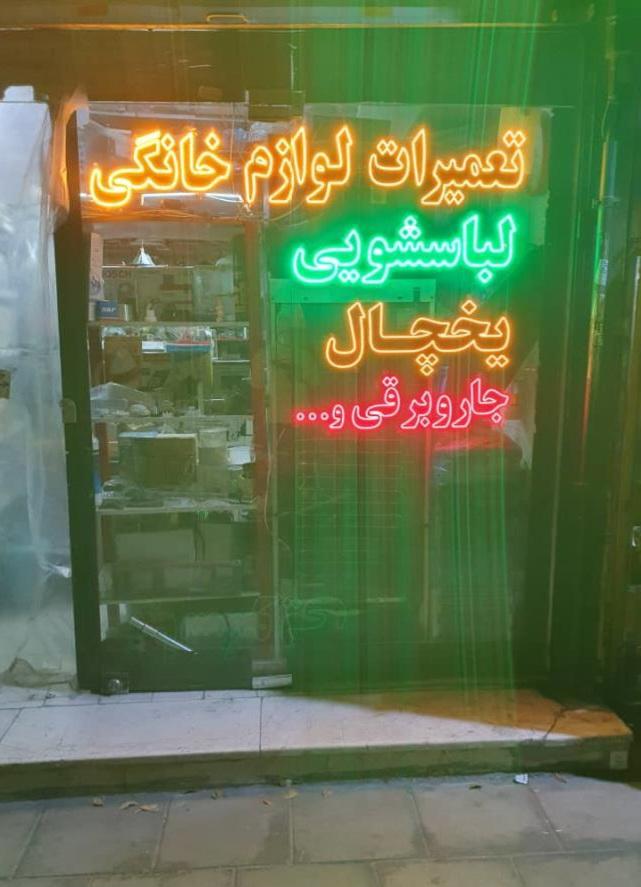 تعمیرات لوازم خانگی
لباسشویی
یخچال
جاروبرقی و...